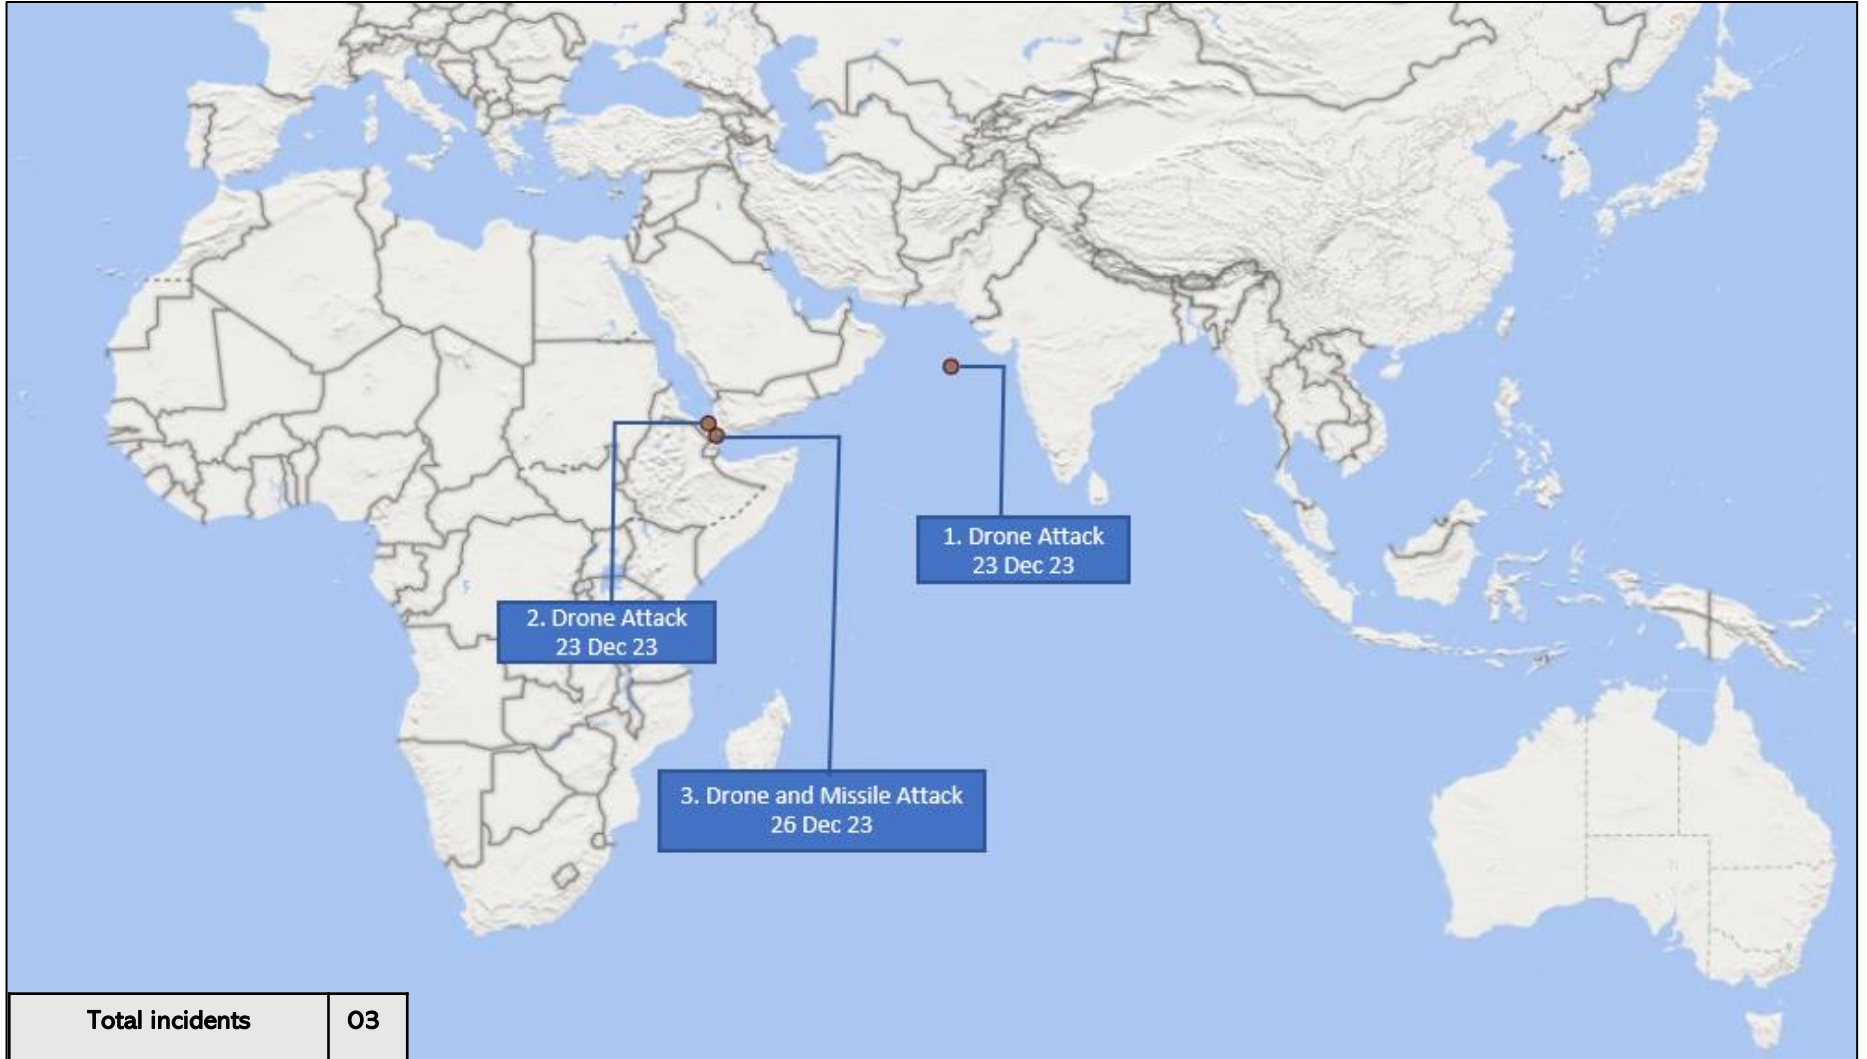 1. Drone Attack
23 Dec 23
2. Drone Attack
23 Dec 23
3. Drone and Missile Attack
26 Dec 23
Total incidents 03